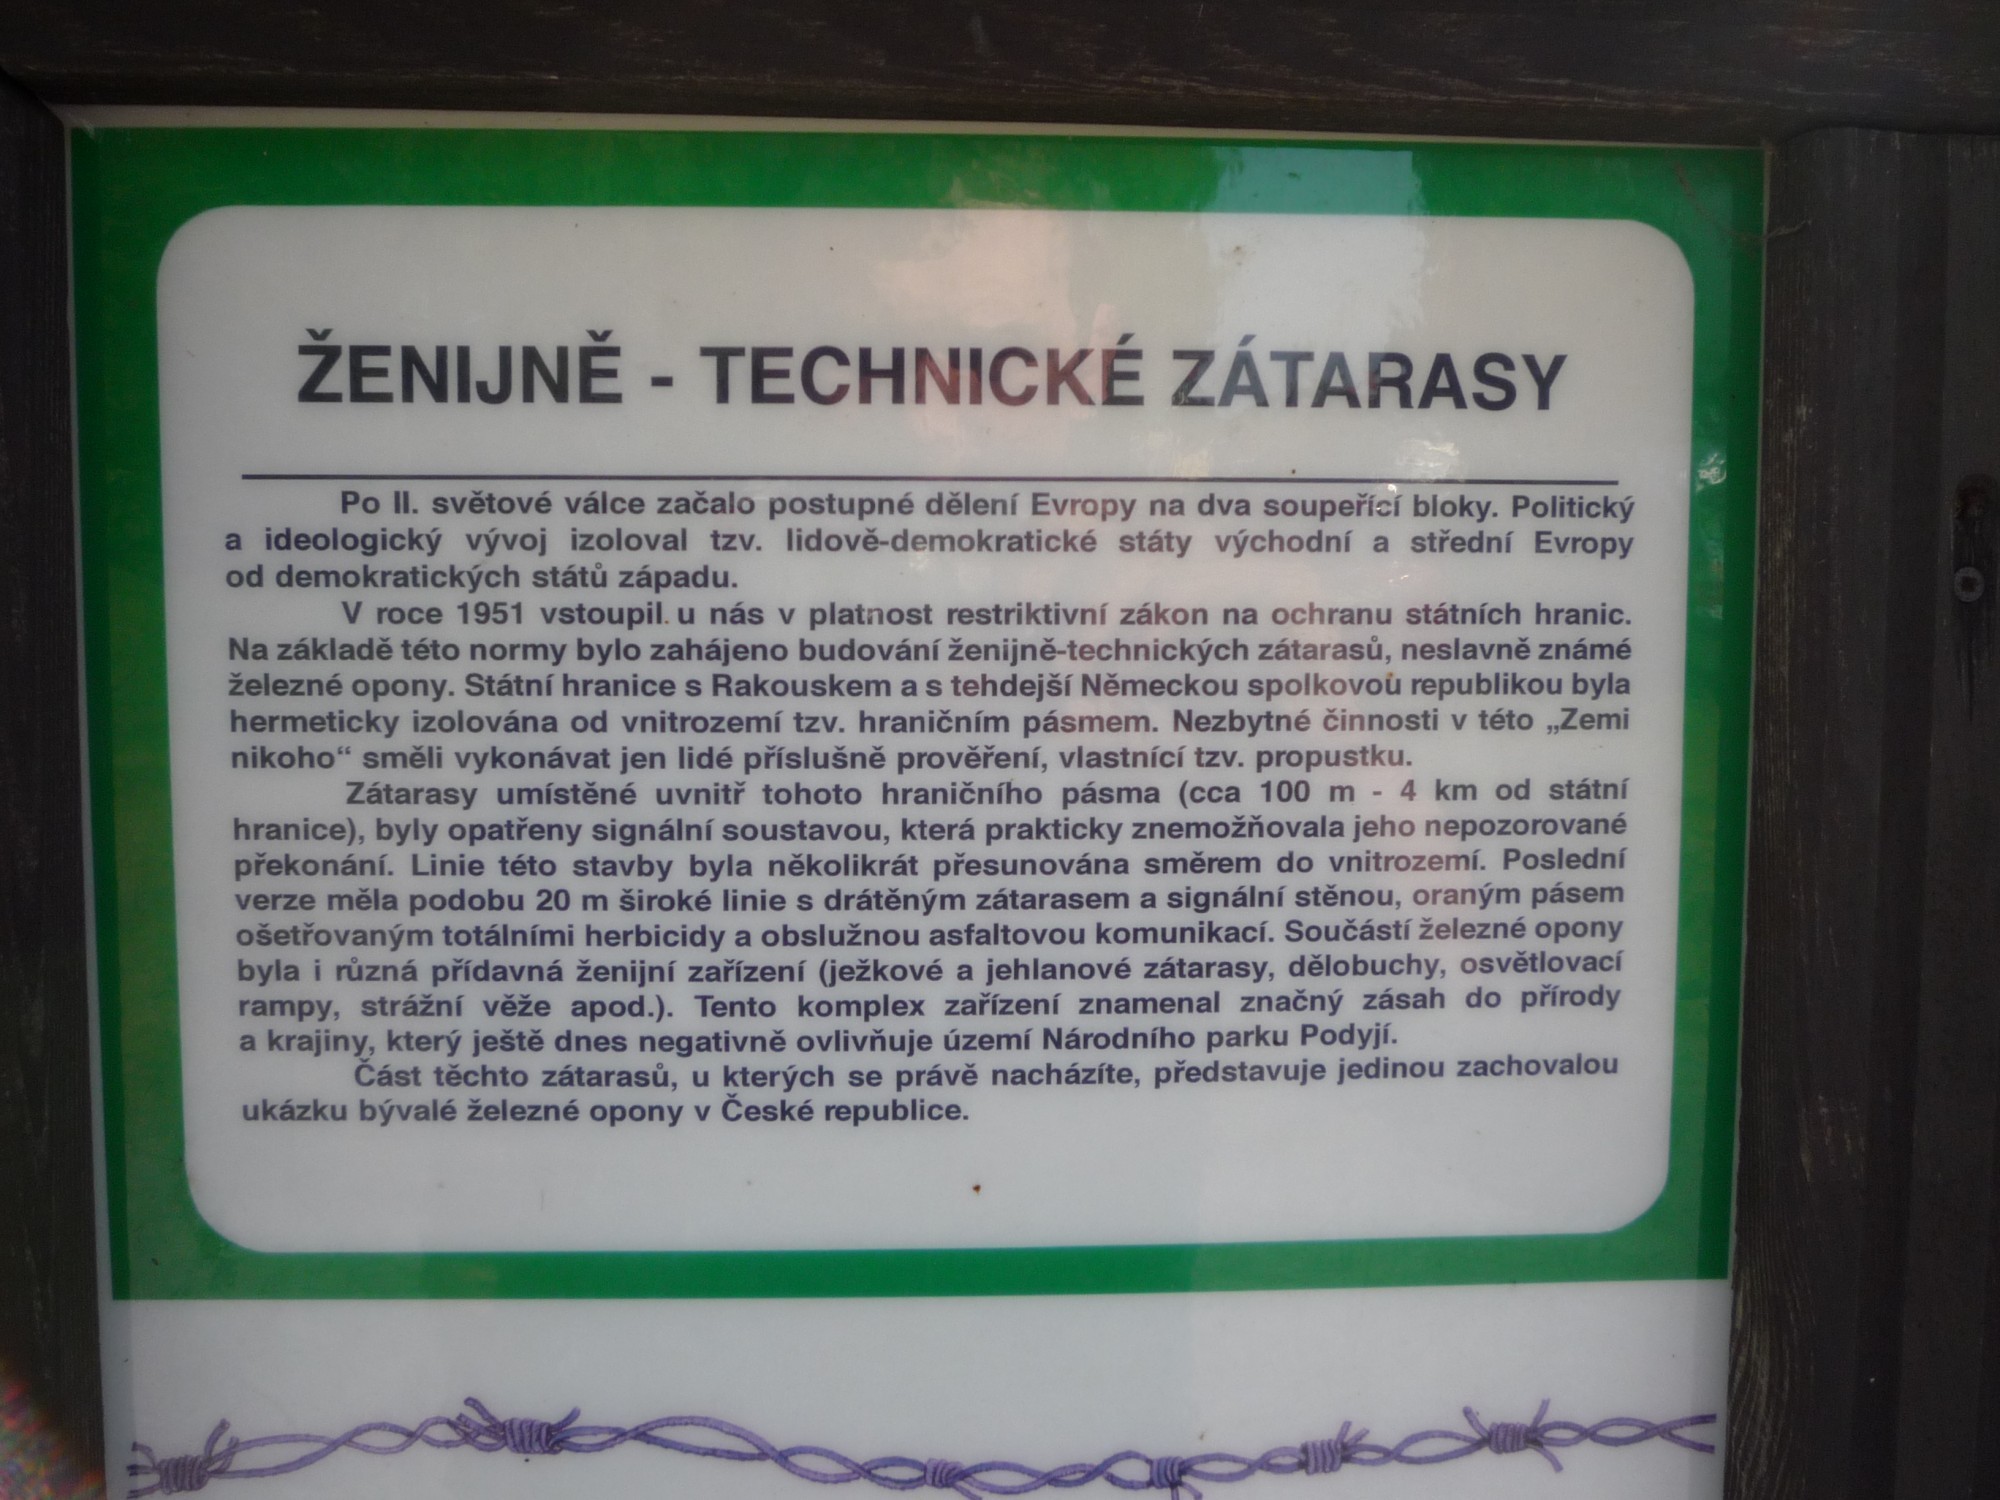 ŽENIJNĚ - TECHNICKÉ ZÁTARASY
Po II. světové válce začalo postupné dělení Evropy na dva soupeřící bloky. Politický
a ideologický vývoj izoloval tzv. lidově-demokratické státy východní a střední Evropy
od demokratických států západu.
V roce 1951 vstoupil u nás v platnost restriktivní zákon na ochranu státních hranic.
Na základě této normy bylo zahájeno budování ženijně-technických zátarasů, neslavně známé
železné opony. Státní hranice s Rakouskem a s tehdejší Německou spolkovou republikou byla
hermeticky izolována od vnitrozemí tzv. hraničním pásmem. Nezbytné činnosti v této „Zemi
nikoho“ směli vykonávat jen lidé příslušně prověření, vlastnící tzv. propustku.
Zátarasy umístěné uvnitř tohoto hraničního pásma (cca 100 m - 4 km od státní
hranice), byly opatřeny signální soustavou, která prakticky znemožňovala jeho nepozorované
překonání. Linie této stavby byla několikrát přesunována směrem do vnitrozemí. Poslední
verze měla podobu 20 m široké linie s drátěným zátarasem a signální stěnou, oraným pásem
ošetřovaným totálními herbicidy a obslužnou asfaltovou komunikací. Součástí železné opony
byla i různá přídavná ženijní zařízení (ježkové a jehlanové zátarasy, dělobuchy, osvětlovací
rampy, strážní věže apod.). Tento komplex zařízení znamenal značný zásah do přírody
a krajiny, který ještě dnes negativně ovlivňuje území Národního parku Podyjí.
Část těchto zátarasů, u kterých se právě nacházíte, představuje jedinou zachovalou
ukázku bývalé železné opony v České republice.